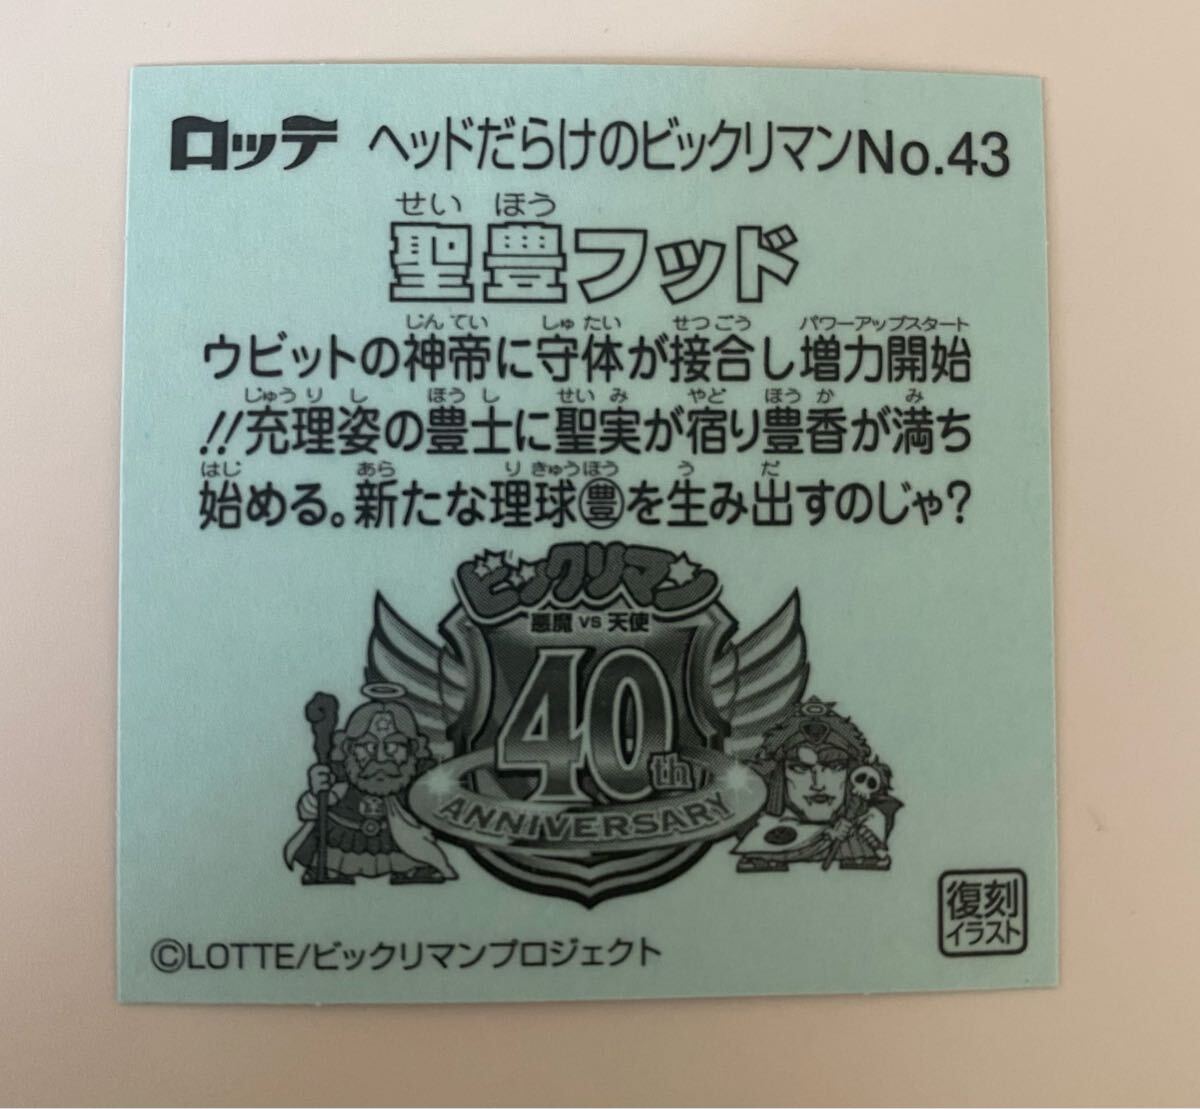 ロッテ ヘッドだらけのビックリマンNo.43
せい ほう
聖豊フッド
じんてい しゅたい せつごう パワーアップスタート
ウビットの神帝に守体が接合し増力開始
じゅうりし ほうし せいみ やど ほうか み
!!充理姿の豊士に聖実が宿り豊香が満ち
はじ あら りきゅうほう う だ
始める。新たな理球豊を生み出すのじゃ?
ビックリマン
悪魔 VS 天使
40th
ANNIVERSARY
復刻
イラスト
©LOTTE/ビックリマンプロジェクト